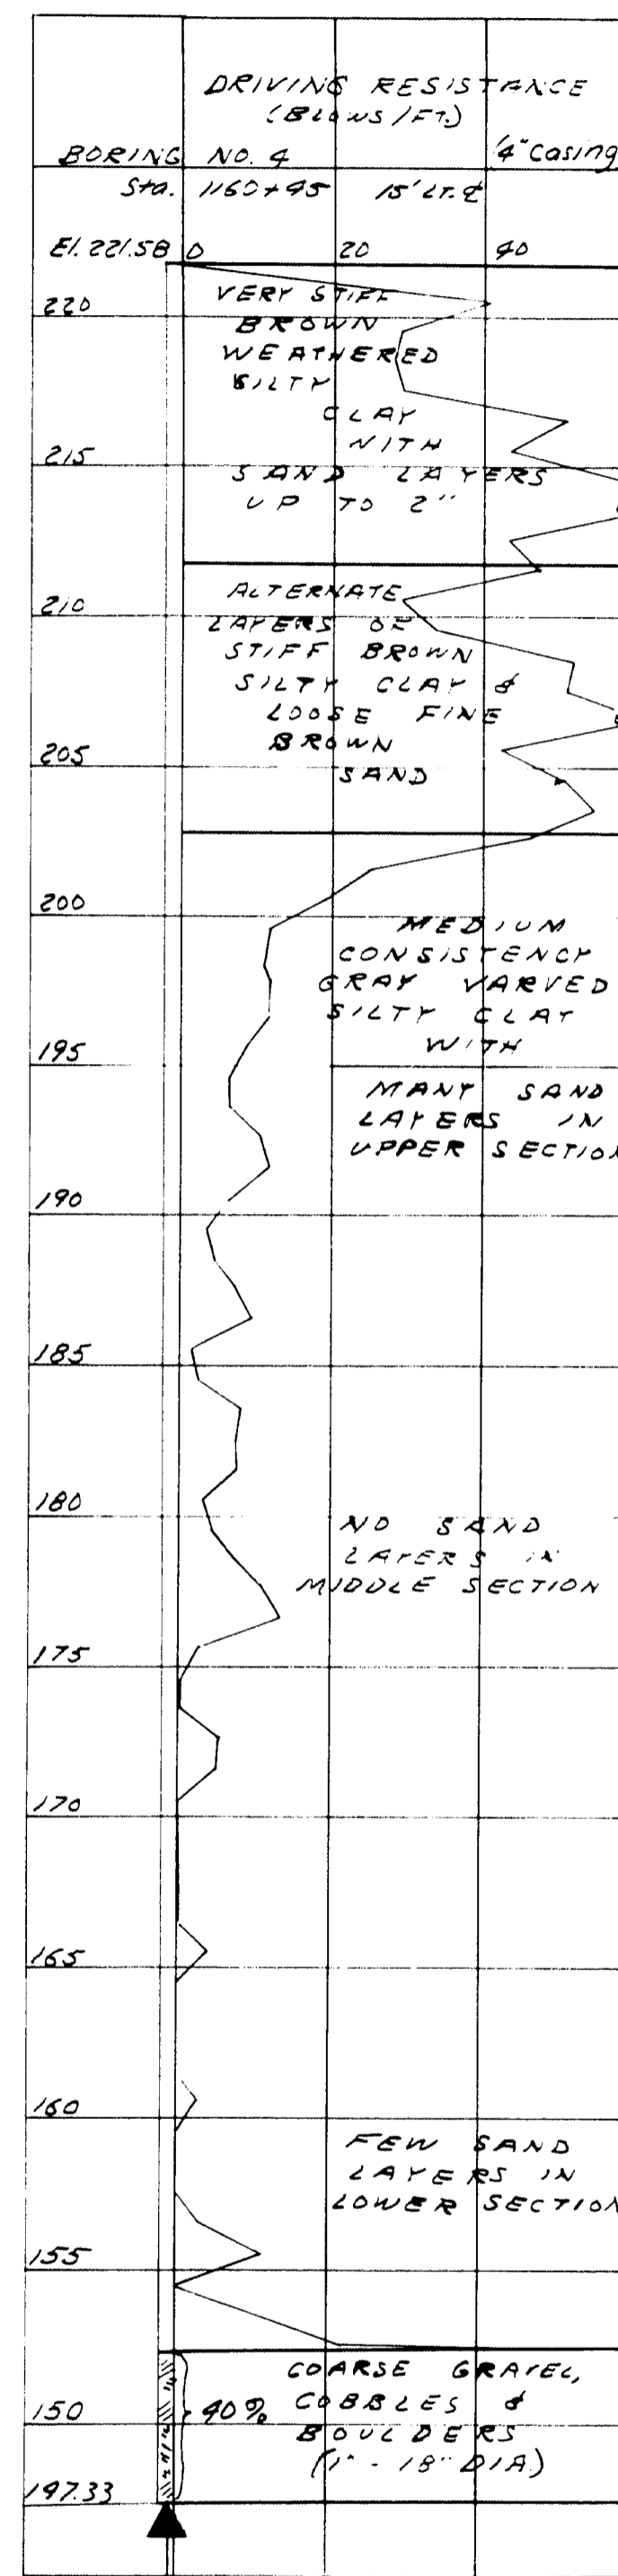 DRIVING RESISTANCE
(BLOWS/FT.)
BORING NO. 4 4" Casing
Sta. 1160+95 15' LT. ℄
El. 221.58 0 20 40
VERY STIFF
220
BROWN
WEATHERED
SILTY
CLAY
WITH
215
SAND LAYERS
UP TO 2"
ALTERNATE
210
LAYERS OF
STIFF BROWN
SILTY CLAY &
LOOSE FINE
BROWN
205
SAND
200
MEDIUM
CONSISTENCY
GRAY VARVED
SILTY CLAY
WITH
195
MANY SAND
LAYERS IN
UPPER SECTION
190
185
180
NO SAND
LAYERS IN
MIDDLE SECTION
175
170
165
160
FEW SAND
LAYERS IN
LOWER SECTION
155
COARSE GRAVEL,
150 40% COBBLES &
BOULDERS
(1" - 18" DIA.)
147.33